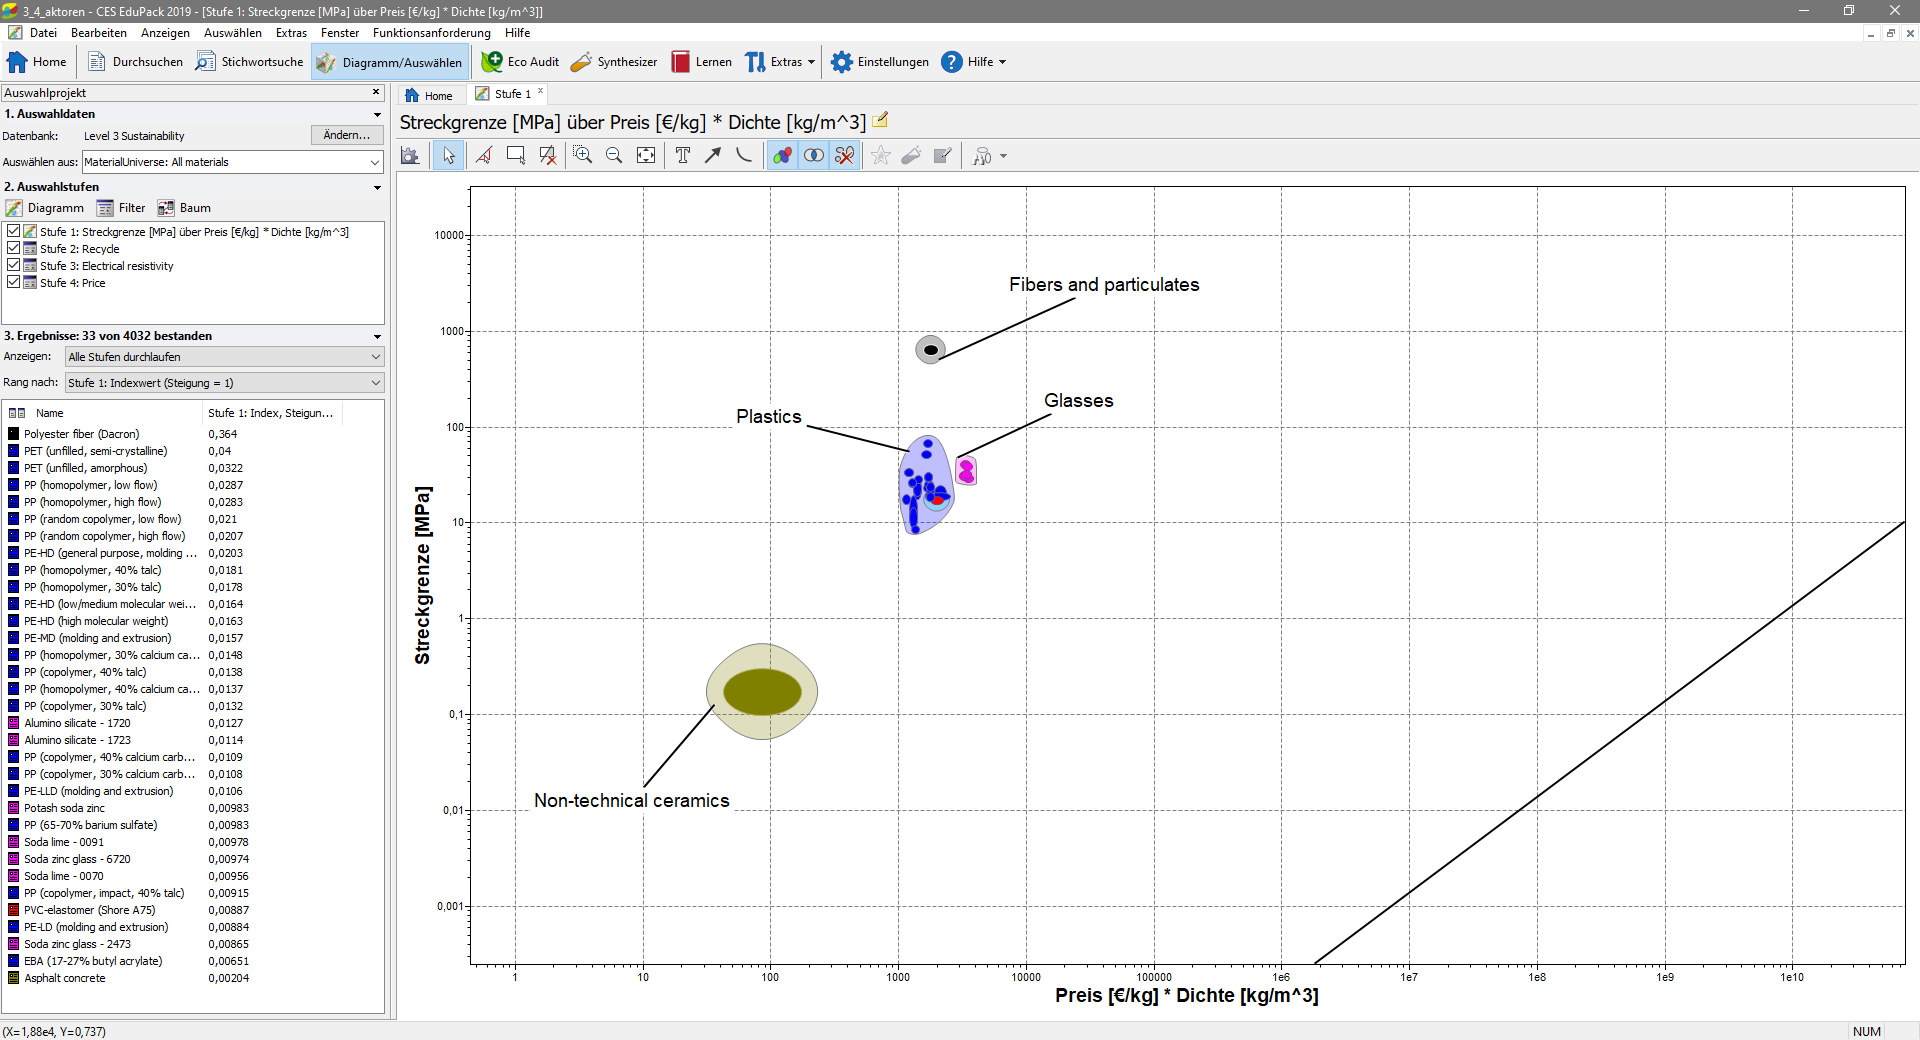 3_4_aktoren - CES EduPack 2019 - [Stufe 1: Streckgrenze [MPa] über Preis [€/kg] * Dichte [kg/m^3]]
Datei Bearbeiten Anzeigen Auswählen Extras Fenster Funktionsanforderung Hilfe
Home Durchsuchen Stichwortsuche Diagramm/Auswählen Eco Audit Synthesizer Lernen Extras Einstellungen Hilfe
Auswahlprojekt
1. Auswahldaten
Datenbank: Level 3 Sustainability Ändern...
Auswählen aus: MaterialUniverse: All materials
2. Auswahlstufen
Diagramm Filter Baum
Stufe 1: Streckgrenze [MPa] über Preis [€/kg] * Dichte [kg/m^3]
Stufe 2: Recycle
Stufe 3: Electrical resistivity
Stufe 4: Price
3. Ergebnisse: 33 von 4032 bestanden
Anzeigen: Alle Stufen durchlaufen
Rang nach: Stufe 1: Indexwert (Steigung = 1)
Name Stufe 1: Index, Steigun...
Polyester fiber (Dacron) 0,364
PET (unfilled, semi-crystalline) 0,04
PET (unfilled, amorphous) 0,0322
PP (homopolymer, low flow) 0,0287
PP (homopolymer, high flow) 0,0283
PP (random copolymer, low flow) 0,021
PP (random copolymer, high flow) 0,0207
PE-HD (general purpose, molding ... 0,0203
PP (homopolymer, 40% talc) 0,0181
PP (homopolymer, 30% talc) 0,0178
PE-HD (low/medium molecular wei... 0,0164
PE-HD (high molecular weight) 0,0163
PE-MD (molding and extrusion) 0,0157
PP (homopolymer, 30% calcium ca... 0,0148
PP (copolymer, 40% talc) 0,0138
PP (homopolymer, 40% calcium ca... 0,0137
PP (copolymer, 30% talc) 0,0132
Alumino silicate - 1720 0,0127
Alumino silicate - 1723 0,0114
PP (copolymer, 40% calcium carb... 0,0109
PP (copolymer, 30% calcium carb... 0,0108
PE-LLD (molding and extrusion) 0,0106
Potash soda zinc 0,00983
PP (65-70% barium sulfate) 0,00983
Soda lime - 0091 0,00978
Soda zinc glass - 6720 0,00974
Soda lime - 0070 0,00956
PP (copolymer, impact, 40% talc) 0,00915
PVC-elastomer (Shore A75) 0,00887
PE-LD (molding and extrusion) 0,00884
Soda zinc glass - 2473 0,00865
EBA (17-27% butyl acrylate) 0,00651
Asphalt concrete 0,00204
Home Stufe 1
Streckgrenze [MPa] über Preis [€/kg] * Dichte [kg/m^3]
Streckgrenze [MPa]
10000
1000
100
10
1
0,1
0,01
0,001
Fibers and particulates
Glasses
Plastics
Non-technical ceramics
1 10 100 1000 10000 100000 1e6 1e7 1e8 1e9 1e10
Preis [€/kg] * Dichte [kg/m^3]
(X=1,88e4, Y=0,737) NUM